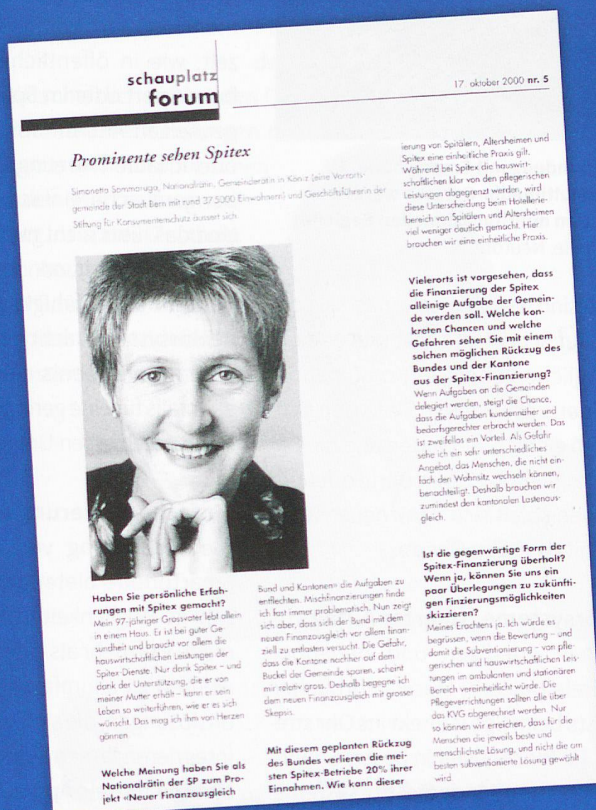 schauplatz
forum
17. oktober 2000 nr. 5
Prominente sehen Spitex
Simonetta Sommaruga, Nationalrätin, Gemeinderätin in Köniz (eine Vororts-
gemeinde der Stadt Bern mit rund 37'5000 Einwohnern) und Geschäftsführerin der
Stiftung für Konsumentenschutz äussert sich.
Haben Sie persönliche Erfah-
rungen mit Spitex gemacht?
Mein 97-jähriger Grossvater lebt allein
in einem Haus. Er ist bei guter Ge-
sundheit und braucht vor allem die
hauswirtschaftlichen Leistungen der
Spitex-Dienste. Nur dank Spitex – und
dank der Unterstützung, die er von
meiner Mutter erhält – kann er sein
Leben so weiterführen, wie er es sich
wünscht. Das mag ich ihm von Herzen
gönnen.
Welche Meinung haben Sie als
Nationalrätin der SP zum Pro-
jekt «Neuer Finanzausgleich
Bund und Kantonen» die Aufgaben zu
entflechten. Mischfinanzierungen finde
ich fast immer problematisch. Nun zeigt
sich aber, dass sich der Bund mit dem
neuen Finanzausgleich vor allem finan-
ziell zu entlasten versucht. Die Gefahr,
dass die Kantone nachher auf dem
Buckel der Gemeinde sparen, scheint
mir relativ gross. Deshalb begegne ich
dem neuen Finanzausgleich mit grosser
Skepsis.
Mit diesem geplanten Rückzug
des Bundes verlieren die mei-
sten Spitex-Betriebe 20% ihrer
Einnahmen. Wie kann dieser
ierung von Spitälern, Altersheimen und
Spitex eine einheitliche Praxis gilt.
Während bei Spitex die hauswirt-
schaftlichen klar von den pflegerischen
Leistungen abgegrenzt werden, wird
diese Unterscheidung beim Hotellerie-
bereich von Spitälern und Altersheimen
viel weniger deutlich gemacht. Hier
brauchen wir eine einheitliche Praxis.
Vielerorts ist vorgesehen, dass
die Finanzierung der Spitex
alleinige Aufgabe der Gemein-
de werden soll. Welche kon-
kreten Chancen und welche
Gefahren sehen Sie mit einem
solchen möglichen Rückzug des
Bundes und der Kantone
aus der Spitex-Finanzierung?
Wenn Aufgaben an die Gemeinden
delegiert werden, steigt die Chance,
dass die Aufgaben kundennäher und
bedarfsgerechter erbracht werden. Das
ist zweifellos ein Vorteil. Als Gefahr
sehe ich ein sehr unterschiedliches
Angebot, das Menschen, die nicht ein-
fach den Wohnsitz wechseln können,
benachteiligt. Deshalb brauchen wir
zumindest den kantonalen Lastenaus-
gleich.
Ist die gegenwärtige Form der
Spitex-Finanzierung überholt?
Wenn ja, können Sie uns ein
paar Überlegungen zu zukünfti-
gen Finzierungsmöglichkeiten
skizzieren?
Meines Erachtens ja. Ich würde es
begrüssen, wenn die Bewertung – und
damit die Subventionierung – von pfle-
gerischen und hauswirtschaftlichen Leis-
tungen im ambulanten und stationären
Bereich vereinheitlicht würde. Die
Pflegeverrichtungen sollten alle über
das KVG abgerechnet werden. Nur
so können wir erreichen, dass für die
Menschen die jeweils beste und
menschlichste Lösung, und nicht die am
besten subventionierte Lösung gewählt
wird.